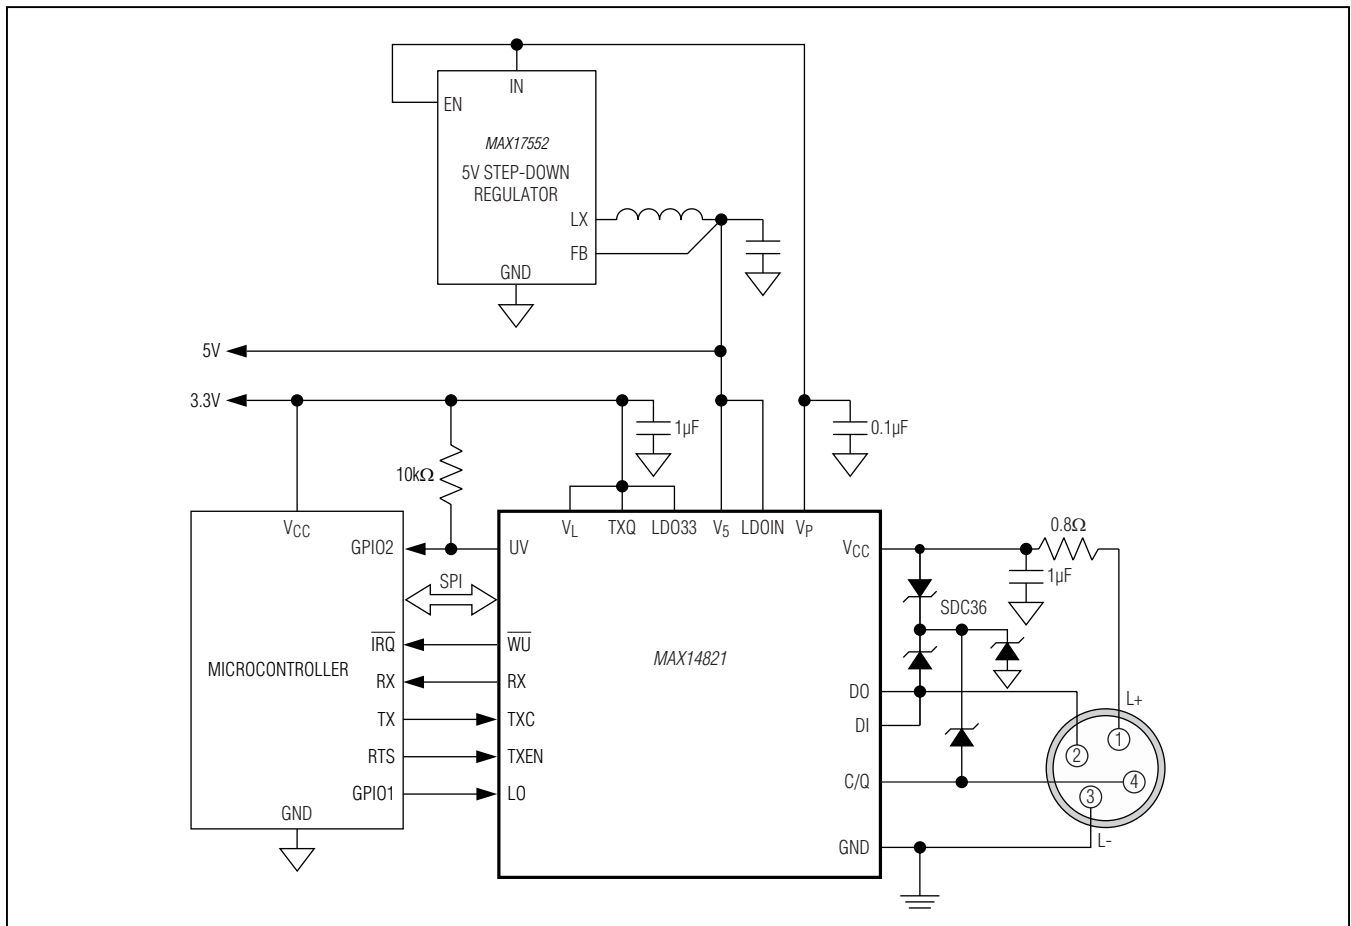 IN
EN
MAX17552
5V STEP-DOWN
REGULATOR
LX
FB
GND
5V
3.3V
1µF
0.1µF
10kΩ
VCC
GPIO2
SPI
IRQ
MICROCONTROLLER
RX
TX
RTS
GPIO1
GND
VL
TXQ
LDO33
V5
LDOIN
VP
UV
WU
RX
TXC
TXEN
LO
MAX14821
VCC
DO
DI
C/Q
GND
0.8Ω
1µF
SDC36
L+
1
2
4
3
L-